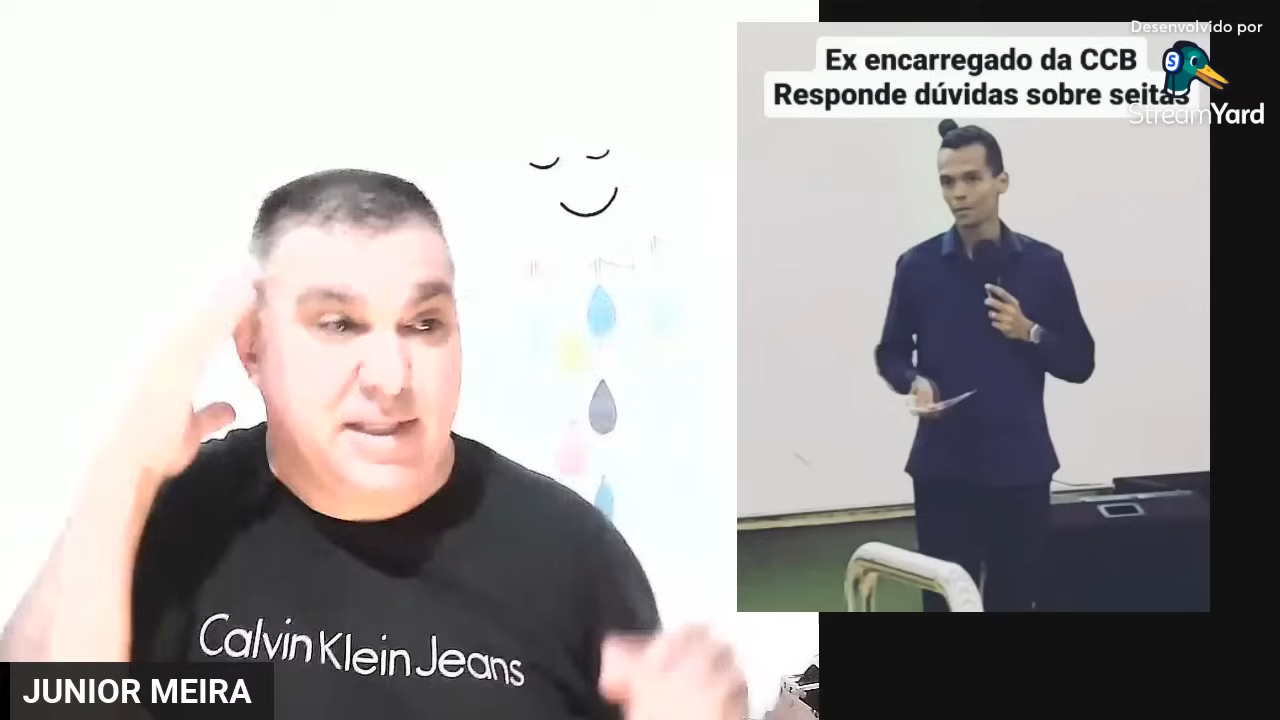 Desenvolvido por
StreamYard
Ex encarregado da CCB
Responde dúvidas sobre seitas
Calvin Klein Jeans
JUNIOR MEIRA